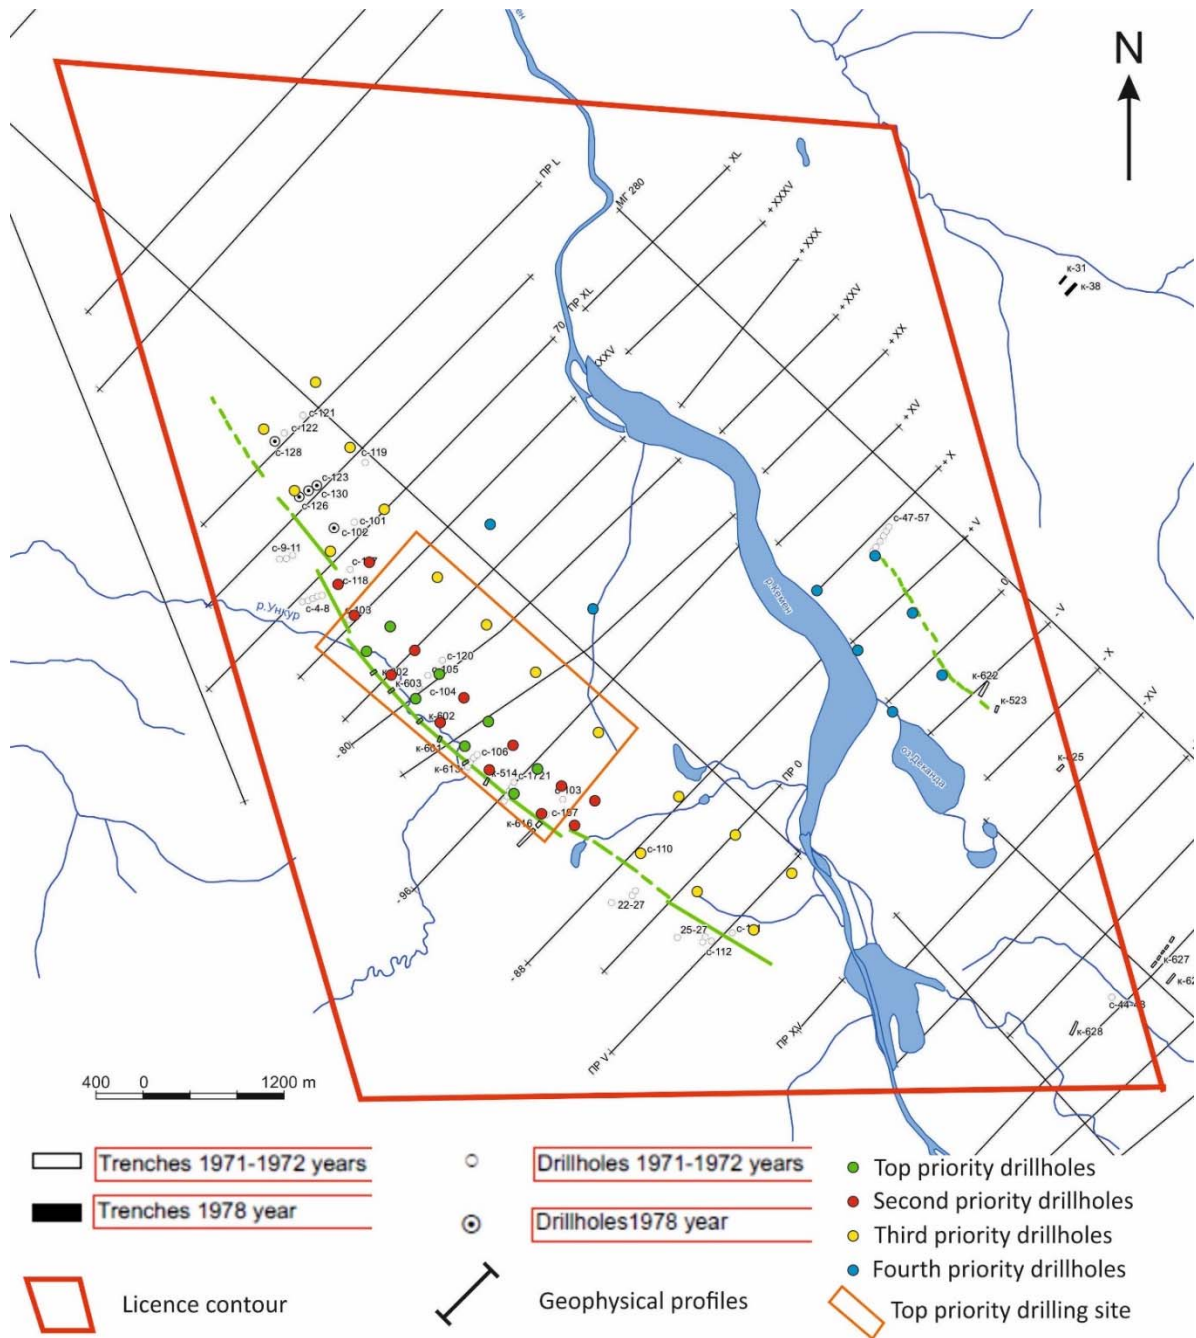 N
ПР L
XL
МГ 280
+ XXXV
+ XXX
+ XXV
+ XX
+ XV
+ X
+ V
0
- V
- X
- XV
70
ПР XL
XXXV
к-31
к-38
с-121
с-122
с-128
с-119
с-123
с-130
с-126
с-101
с-102
с-9-11
с-118
с-4-8
р.Ункур
с-120
с-105
к-603
с-104
к-602
к-601
с-106
к-613
к-514
с-1721
с-103
с-107
к-616
- 80
- 96
- 88
ПР V
ПР XV
ПР 0
с-110
22-27
25-27
с-112
с-47-57
к-622
к-523
к-627
с-44-43
к-628
400 0 1200 m
Trenches 1971-1972 years
Trenches 1978 year
Licence contour
Drillholes 1971-1972 years
Drillholes1978 year
Geophysical profiles
Top priority drillholes
Second priority drillholes
Third priority drillholes
Fourth priority drillholes
Top priority drilling site